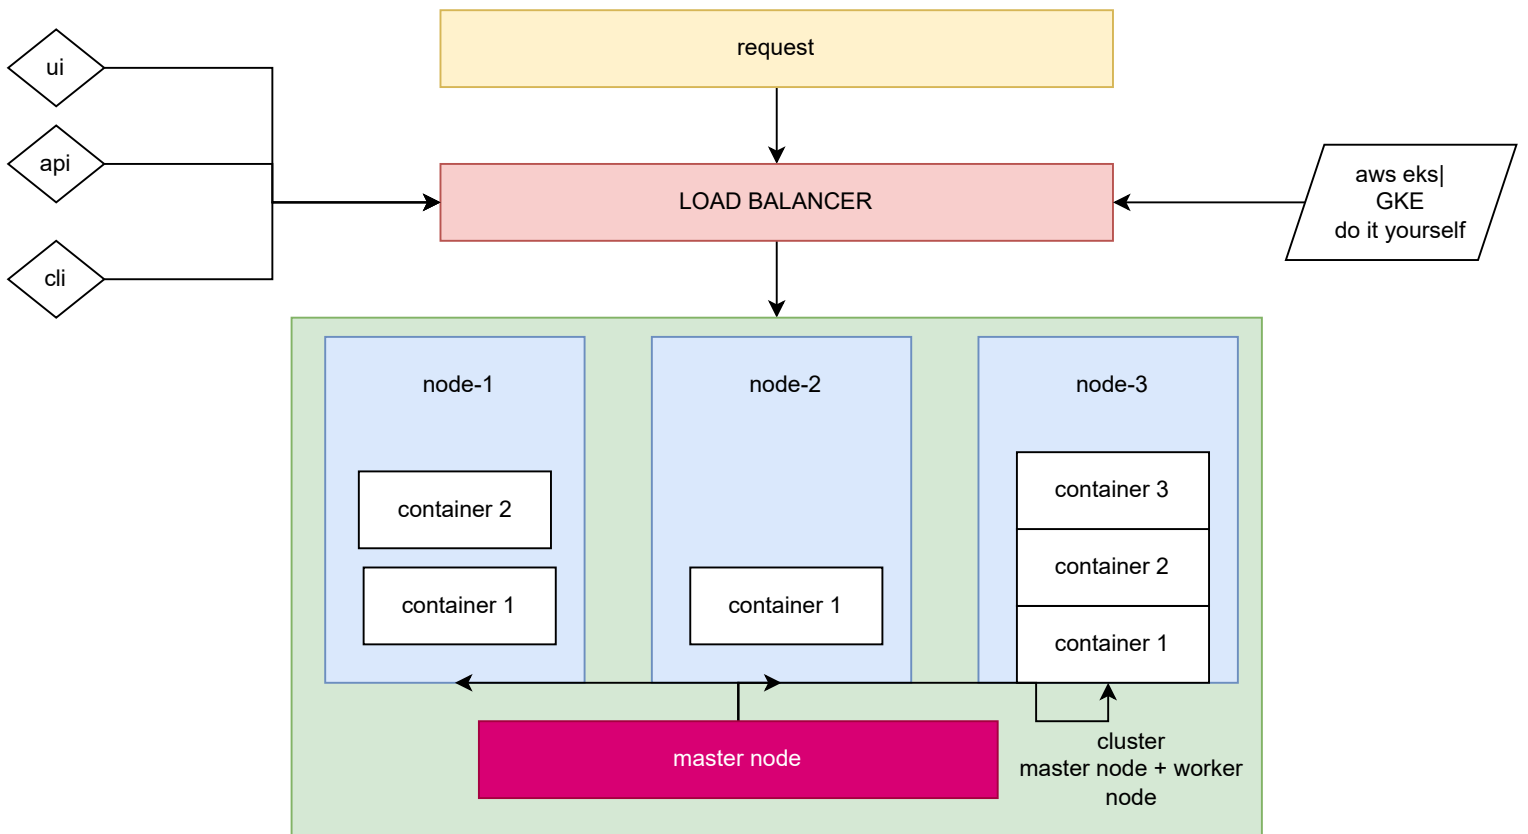 request
ui
api
cli
LOAD BALANCER
aws eks|
GKE
do it yourself
node-1
node-2
node-3
container 2
container 1
container 1
container 3
container 2
container 1
master node
cluster
master node + worker
node